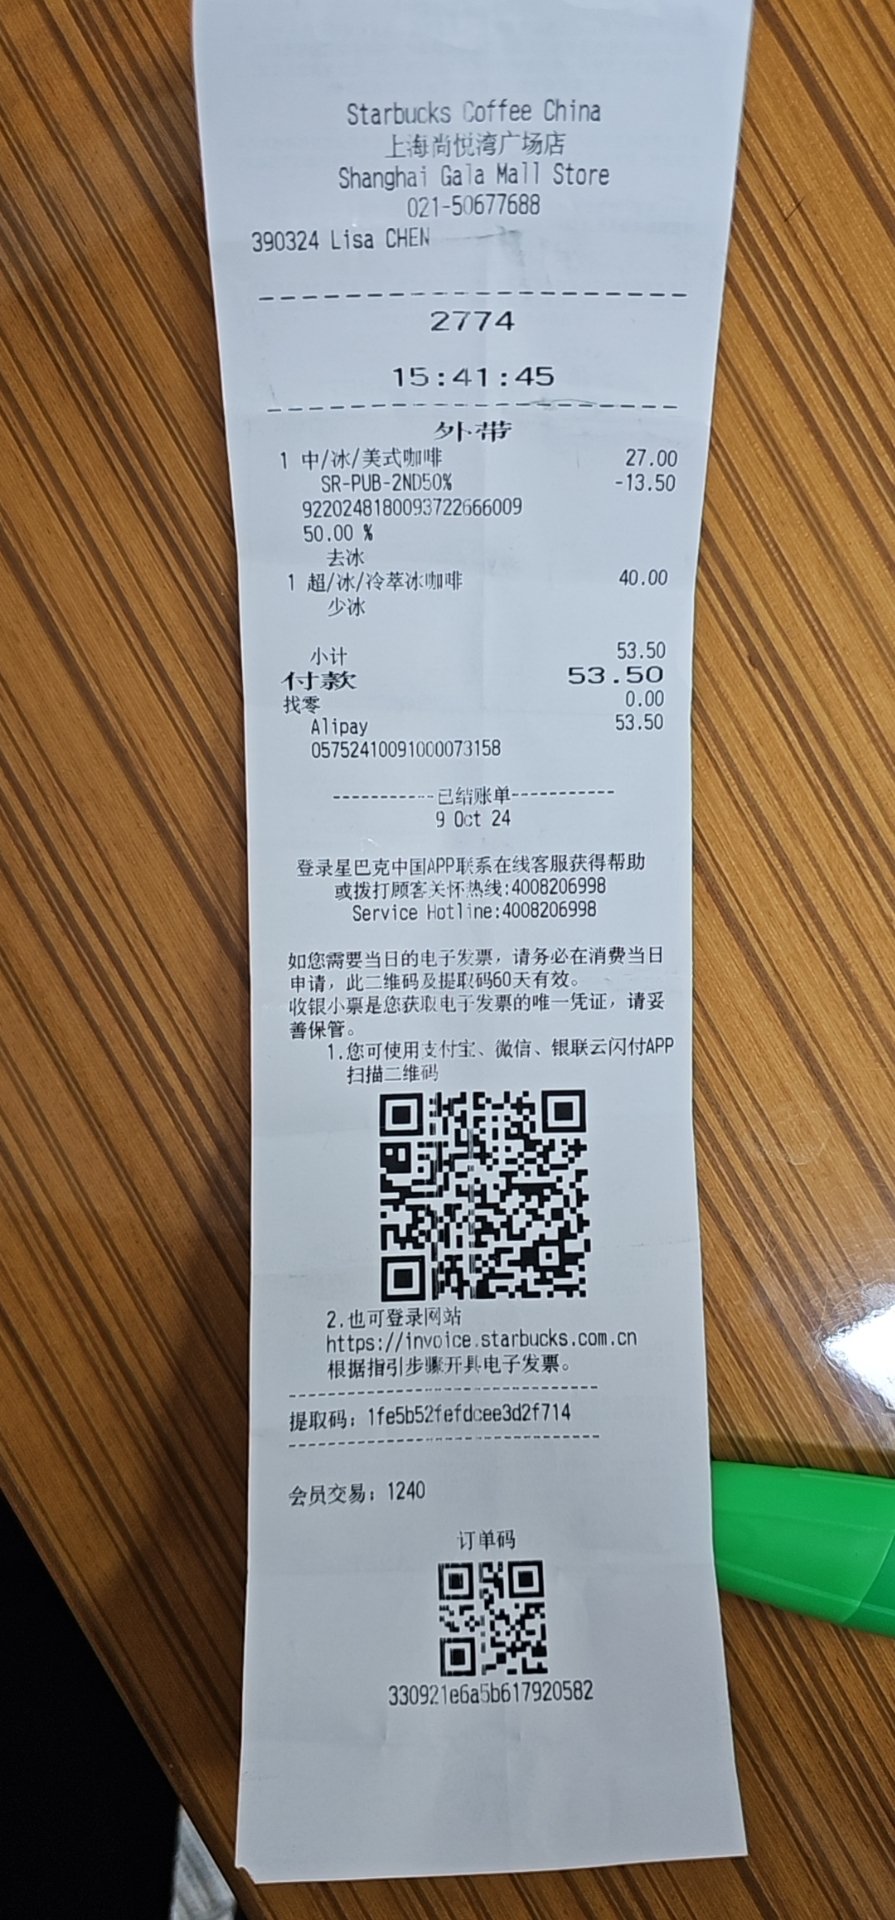 Starbucks Coffee China
上海尚悦湾广场店
Shanghai Gala Mall Store
021-50677688
390324 Lisa CHEN
2774
15:41:45
外带
1 中/冰/美式咖啡 27.00
SR-PUB-2ND50% -13.50
9220248180093722666009
50.00 %
去冰
1 超/冰/冷萃冰咖啡 40.00
少冰
小计 53.50
付款 53.50
找零 0.00
Alipay 53.50
05752410091000073158
-----------已结账单-----------
9 Oct 24
登录星巴克中国APP联系在线客服获得帮助
或拨打顾客关怀热线:4008206998
Service Hotline:4008206998
如您需要当日的电子发票，请务必在消费当日
申请，此二维码及提取码60天有效。
收银小票是您获取电子发票的唯一凭证，请妥
善保管。
1.您可使用支付宝、微信、银联云闪付APP
扫描二维码
2.也可登录网站
https://invoice.starbucks.com.cn
根据指引步骤开具电子发票。
提取码：1fe5b52fefdcee3d2f714
会员交易：1240
订单码
330921e6a5b617920582